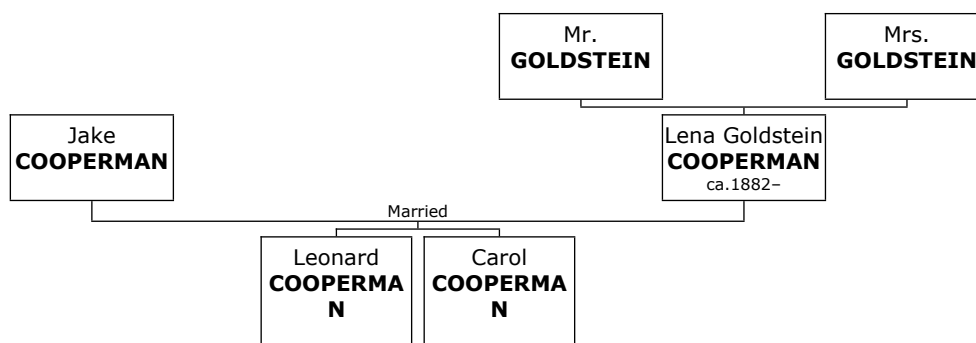 Mr.
GOLDSTEIN
Mrs.
GOLDSTEIN
Jake
COOPERMAN
Lena Goldstein
COOPERMAN
ca.1882–
Married
Leonard
COOPERMA
N
Carol
COOPERMA
N